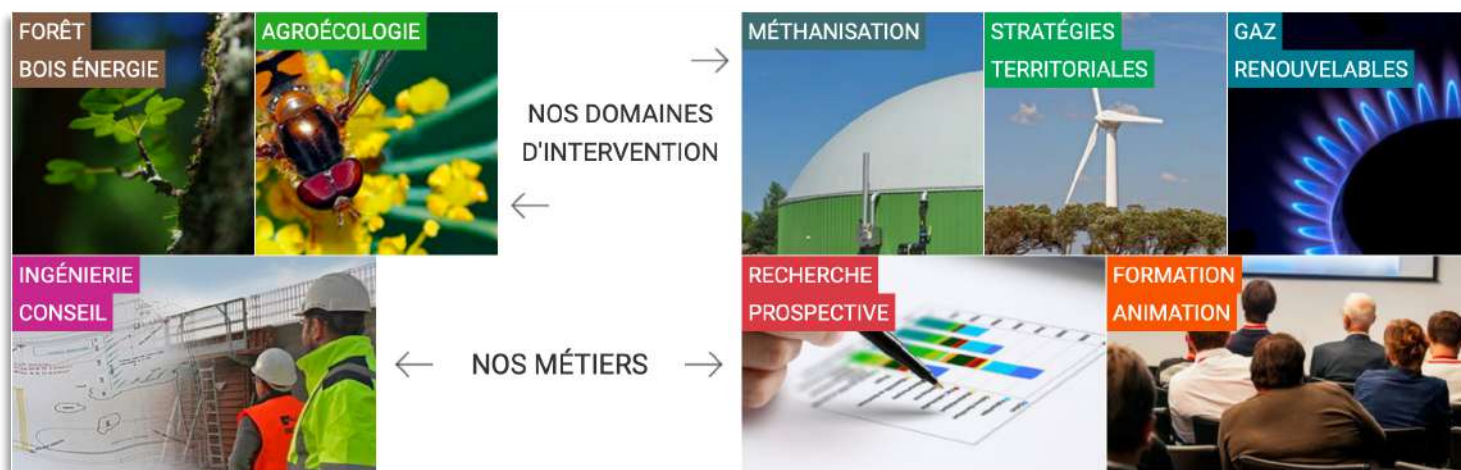 FORÊT
BOIS ÉNERGIE
AGROÉCOLOGIE
NOS DOMAINES
D'INTERVENTION
MÉTHANISATION
STRATÉGIES
TERRITORIALES
GAZ
RENOUVELABLES
INGÉNIERIE
CONSEIL
NOS MÉTIERS
RECHERCHE
PROSPECTIVE
FORMATION
ANIMATION